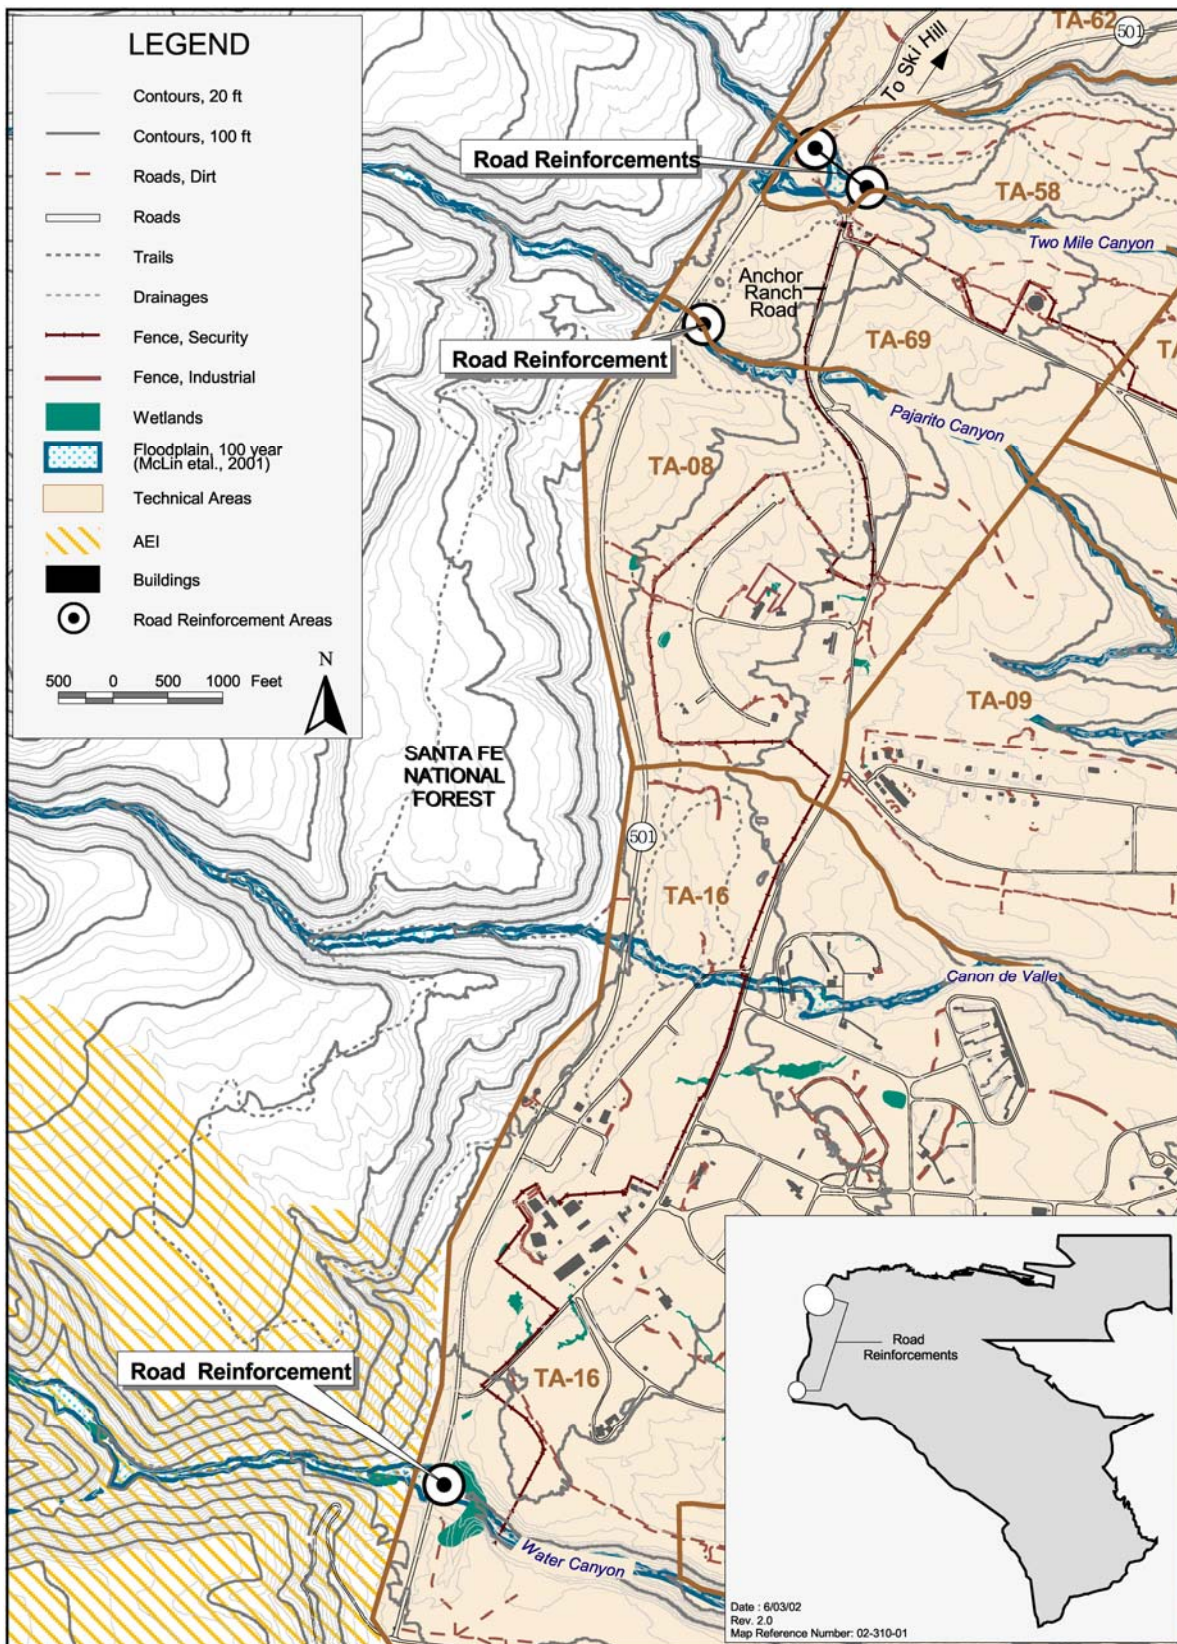 LEGEND
Contours, 20 ft
Contours, 100 ft
Roads, Dirt
Roads
Trails
Drainages
Fence, Security
Fence, Industrial
Wetlands
Floodplain, 100 year
(McLin etal., 2001)
Technical Areas
AEI
Buildings
Road Reinforcement Areas
N
500 0 500 1000 Feet
TA-62
501
To Ski Hill
Road Reinforcements
TA-58
Two Mile Canyon
Anchor
Ranch
Road
TA-69
Road Reinforcement
Pajarito Canyon
TA-08
TA-09
SANTA FE
NATIONAL
FOREST
501
TA-16
Canon de Valle
Road Reinforcement
TA-16
Water Canyon
Road
Reinforcements
Date : 6/03/02
Rev. 2.0
Map Reference Number: 02-310-01